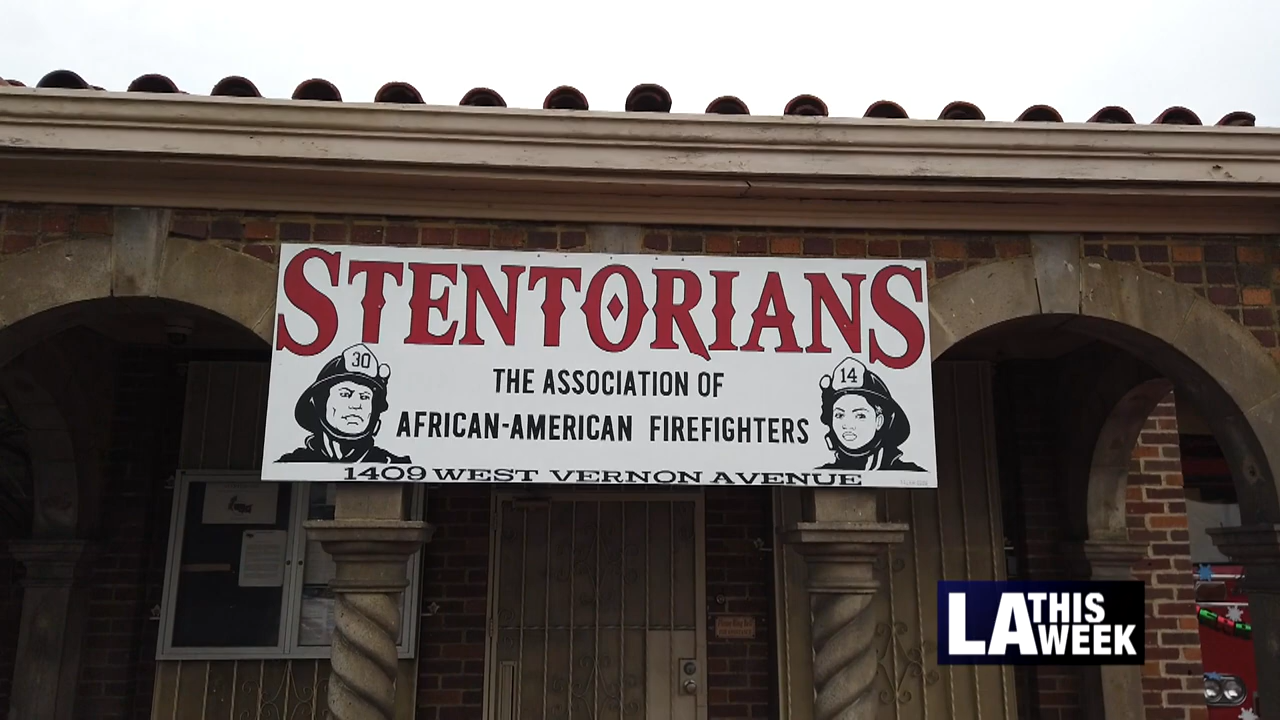 STENTORIANS
30
14
THE ASSOCIATION OF
AFRICAN-AMERICAN FIREFIGHTERS
1409 WEST VERNON AVENUE
LA THIS WEEK